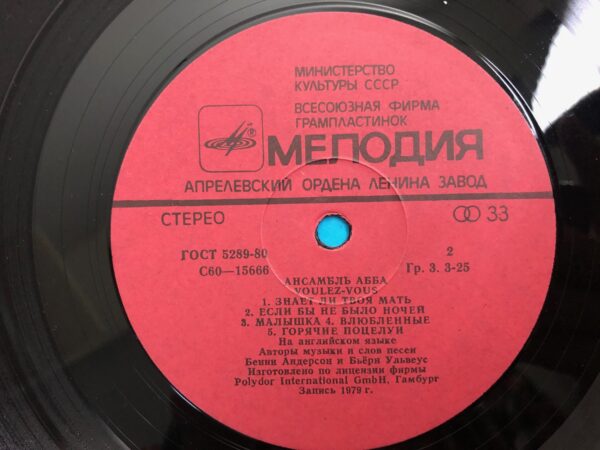 МИНИСТЕРСТВО
КУЛЬТУРЫ СССР
ВСЕСОЮЗНАЯ ФИРМА
ГРАМПЛАСТИНОК
®
МЕЛОДИЯ
АПРЕЛЕВСКИЙ ОРДЕНА ЛЕНИНА ЗАВОД
СТЕРЕО 33
ГОСТ 5289-80 2
С60—15666 Гр. 3. 3-25
АНСАМБЛЬ АББА
VOULEZ-VOUS
1. ЗНАЕТ ЛИ ТВОЯ МАТЬ
2. ЕСЛИ БЫ НЕ БЫЛО НОЧЕЙ
3. МАЛЫШКА 4. ВЛЮБЛЕННЫЕ
5. ГОРЯЧИЕ ПОЦЕЛУИ
На английском языке
Авторы музыки и слов песен
Бенни Андерсон и Бьёрн Ульвеус
Изготовлено по лицензии фирмы
Polydor International GmbH, Гамбург
Запись 1979 г.